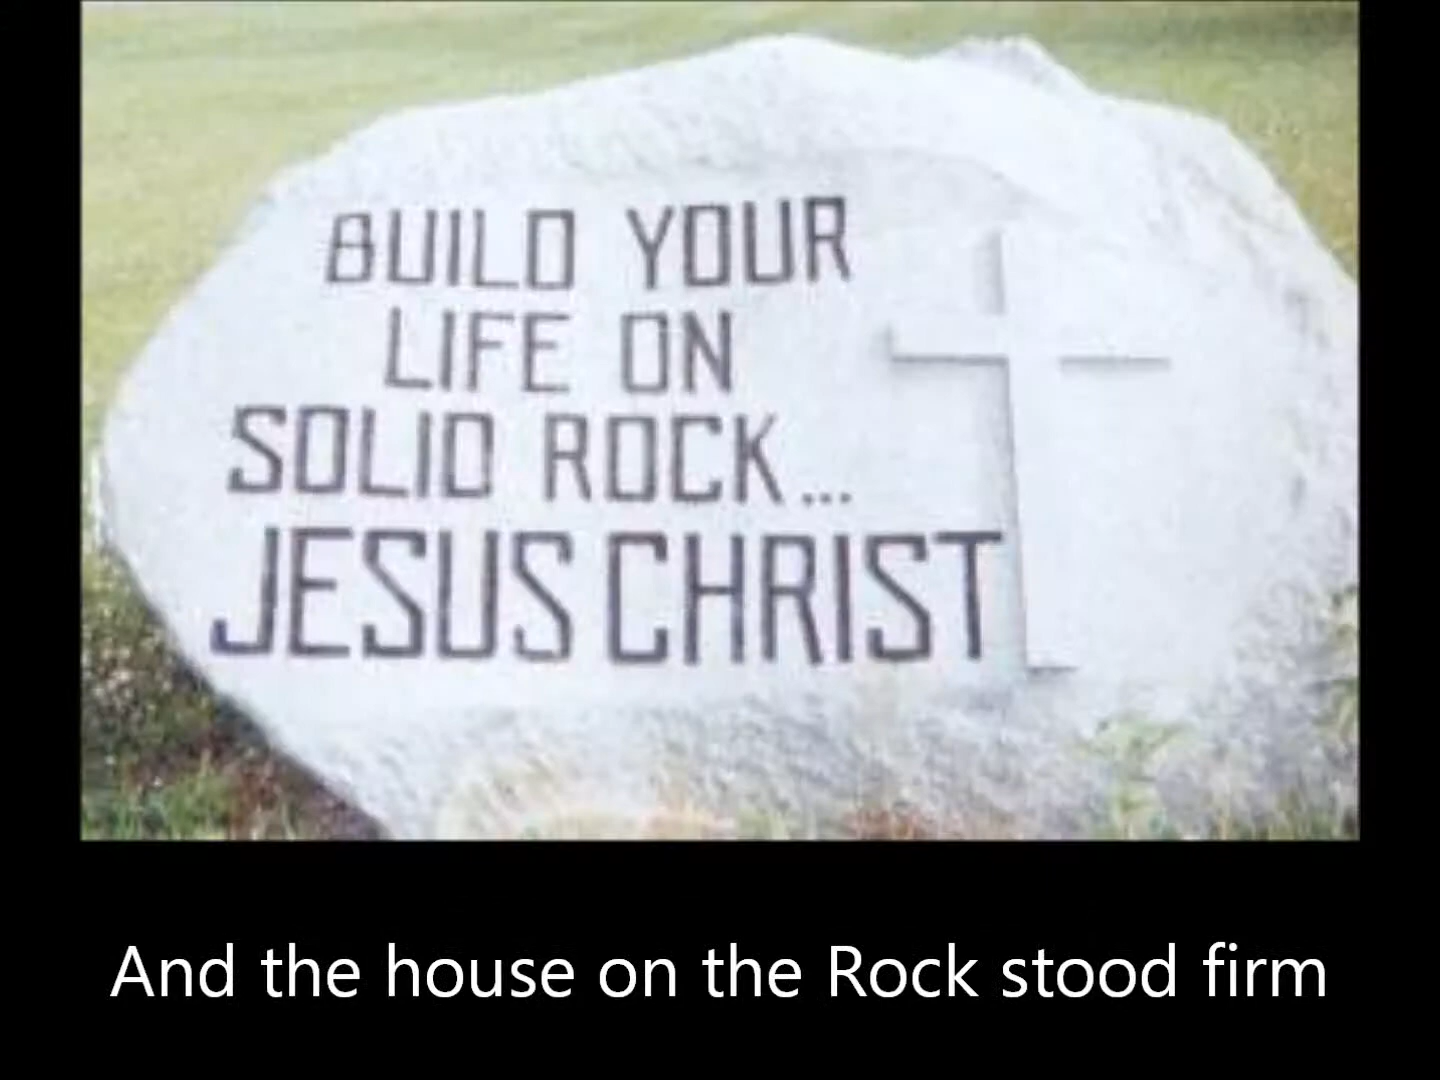 BUILD YOUR
LIFE ON
SOLID ROCK...
JESUS CHRIST
And the house on the Rock stood firm